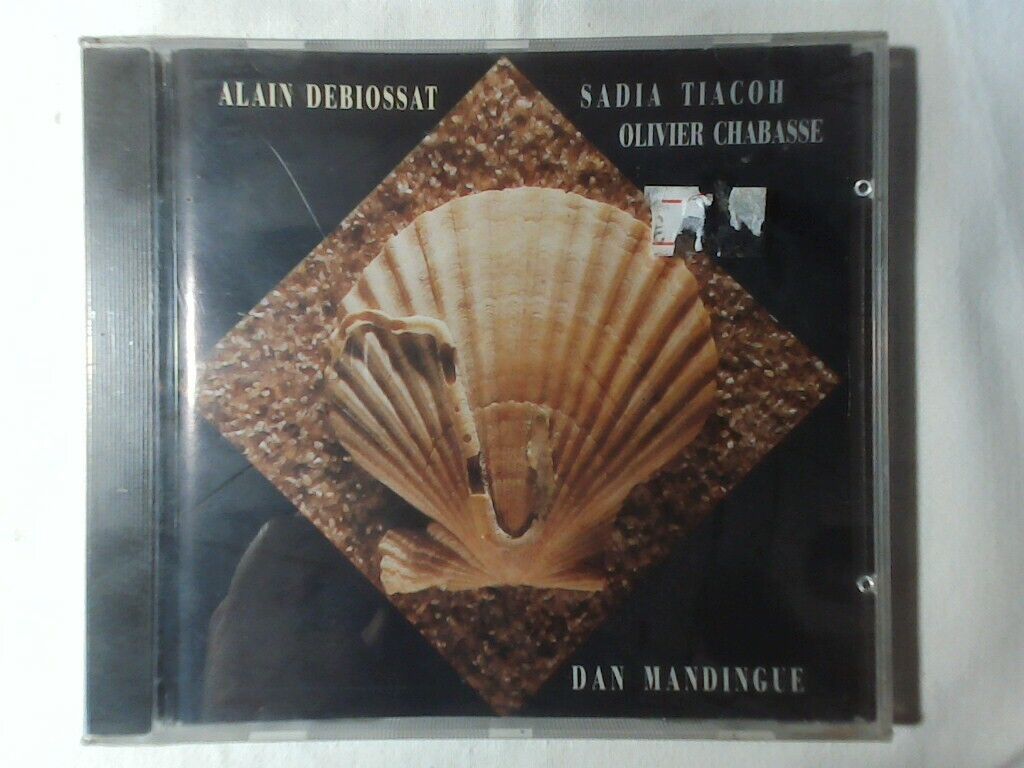 ALAIN DEBIOSSAT
SADIA TIACOH
OLIVIER CHABASSE
DAN MANDINGUE